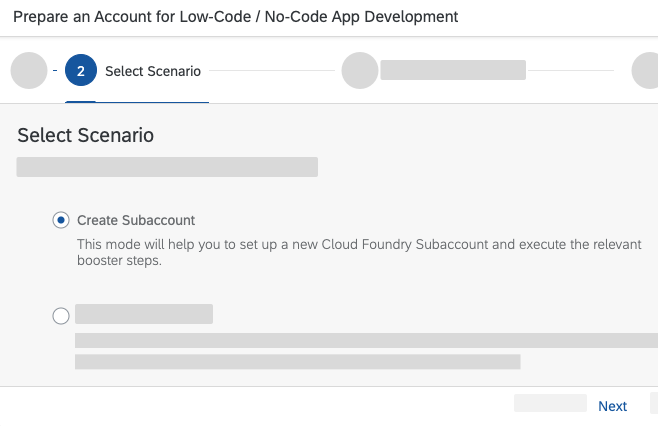 Prepare an Account for Low-Code / No-Code App Development
2 Select Scenario
Select Scenario
Create Subaccount
This mode will help you to set up a new Cloud Foundry Subaccount and execute the relevant
booster steps.
Next